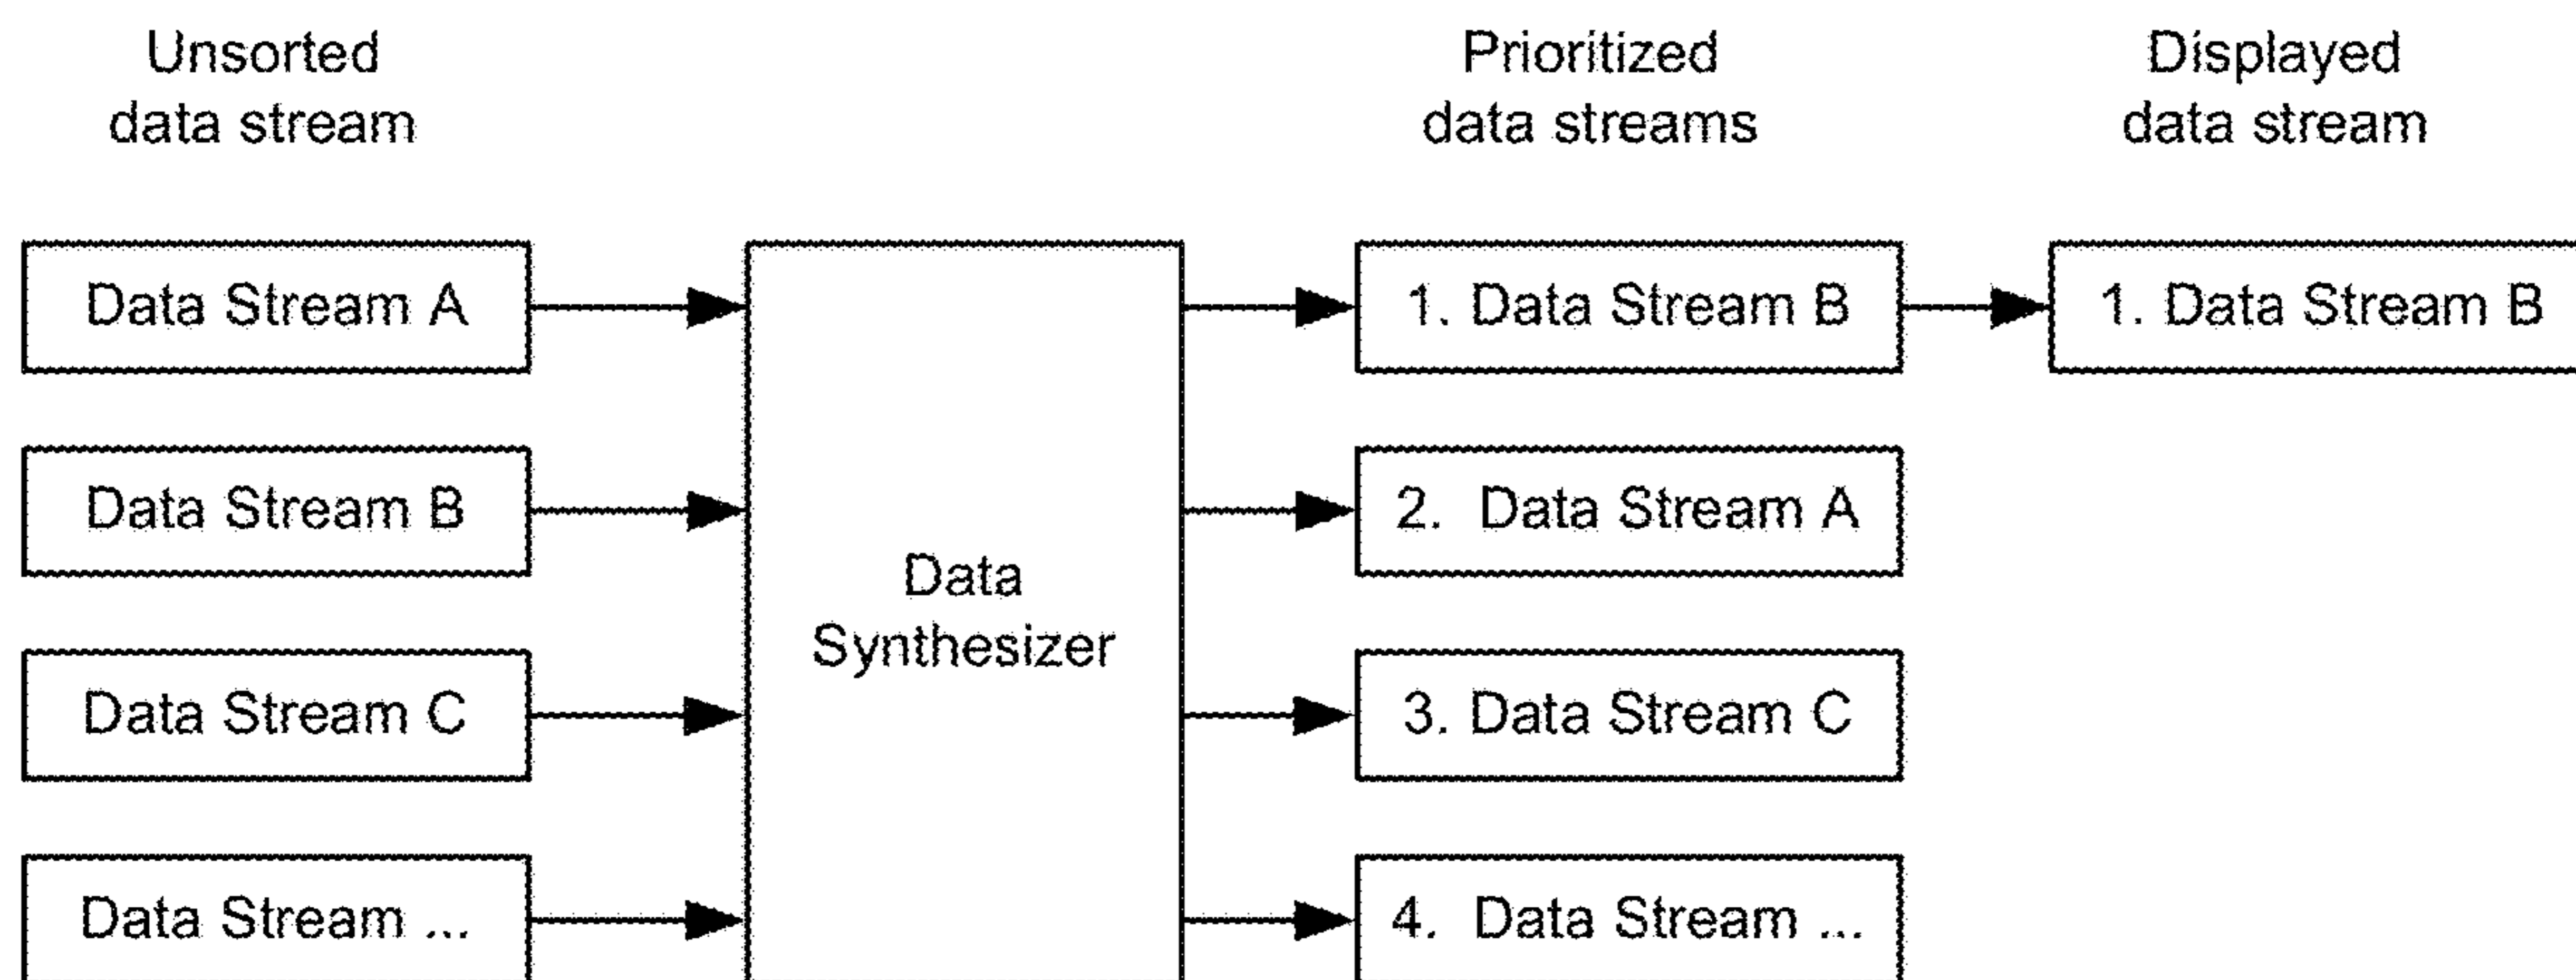 Unsorted
data stream
Prioritized
data streams
Displayed
data stream
Data Stream A
1. Data Stream B
1. Data Stream B
Data Stream B
2. Data Stream A
Data
Synthesizer
Data Stream C
3. Data Stream C
Data Stream ...
4. Data Stream ...